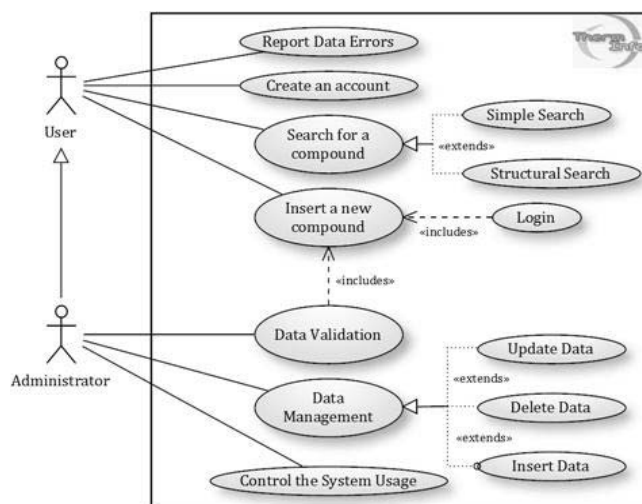 Therm
Info
Report Data Errors
Create an account
User
Search for a
compound
Simple Search
«extends»
Structural Search
Insert a new
compound
Login
«includes»
«includes»
Administrator
Data Validation
Update Data
«extends»
Data
Management
Delete Data
«extends»
Insert Data
Control the System Usage